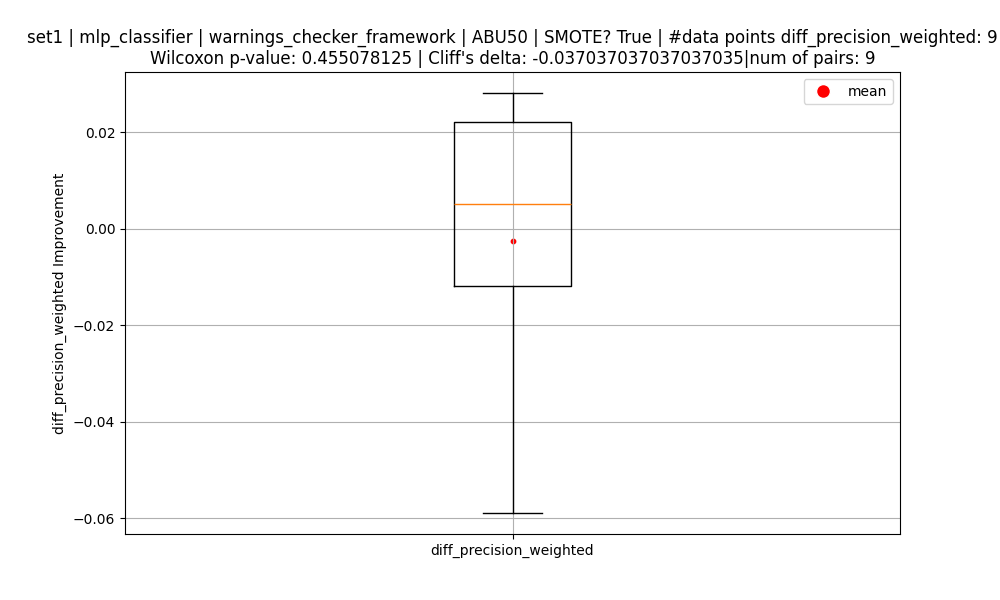 set1 | mlp_classifier | warnings_checker_framework | ABU50 | SMOTE? True | #data points diff_precision_weighted: 9
Wilcoxon p-value: 0.455078125 | Cliff's delta: -0.037037037037037035|num of pairs: 9
mean
0.02
0.00
−0.02
−0.04
−0.06
diff_precision_weighted Improvement
diff_precision_weighted